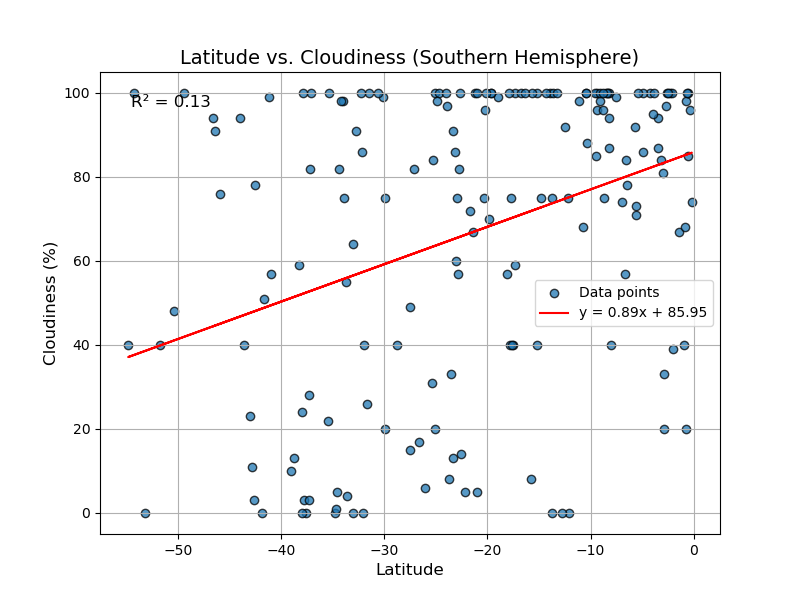 Latitude vs. Cloudiness (Southern Hemisphere)
R² = 0.13
100
80
60
40
20
0
Cloudiness (%)
Data points
y = 0.89x + 85.95
−50
−40
−30
−20
−10
0
Latitude